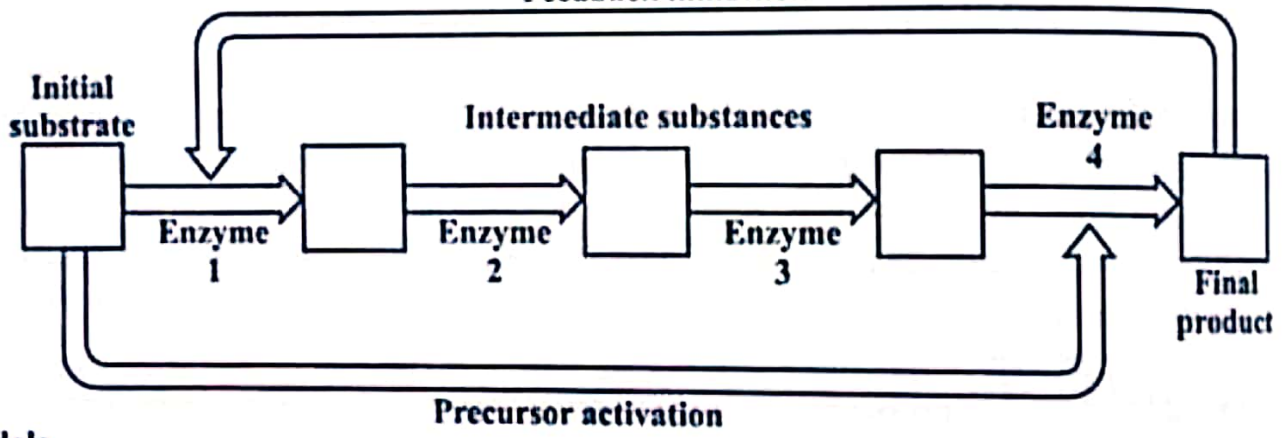 Initial
substrate
Intermediate substances
Enzyme
4
Enzyme
1
Enzyme
2
Enzyme
3
Final
product
Precursor activation